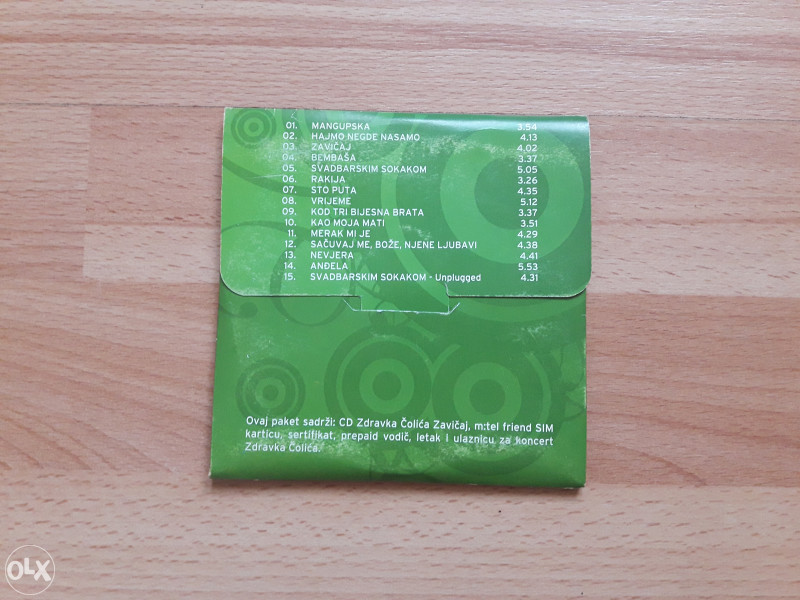 01. MANGUPSKA 3.54
02. HAJMO NEGDE NASAMO 4.13
03. ZAVIČAJ 4.02
04. BEMBAŠA 3.37
05. SVADBARSKIM SOKAKOM 5.05
06. RAKIJA 3.26
07. STO PUTA 4.35
08. VRIJEME 5.12
09. KOD TRI BIJESNA BRATA 3.37
10. KAO MOJA MATI 3.51
11. MERAK MI JE 4.29
12. SAČUVAJ ME, BOŽE, NJENE LJUBAVI 4.38
13. NEVJERA 4.41
14. ANĐELA 5.53
15. SVADBARSKIM SOKAKOM - Unplugged 4.31
Ovaj paket sadrži: CD Zdravka Čolića Zavičaj, m:tel friend SIM
karticu, sertifikat, prepaid vodič, letak i ulaznicu za koncert
Zdravka Čolića.
OLX